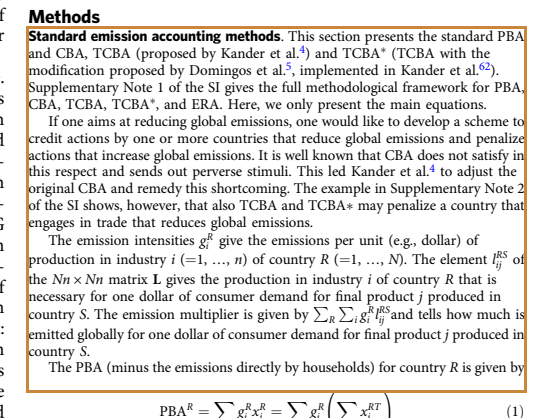 Methods
Standard emission accounting methods. This section presents the standard PBA
and CBA, TCBA (proposed by Kander et al.4) and TCBA* (TCBA with the
modification proposed by Domingos et al.5, implemented in Kander et al.62).
Supplementary Note 1 of the SI gives the full methodological framework for PBA,
CBA, TCBA, TCBA*, and ERA. Here, we only present the main equations.
If one aims at reducing global emissions, one would like to develop a scheme to
credit actions by one or more countries that reduce global emissions and penalize
actions that increase global emissions. It is well known that CBA does not satisfy in
this respect and sends out perverse stimuli. This led Kander et al.4 to adjust the
original CBA and remedy this shortcoming. The example in Supplementary Note 2
of the SI shows, however, that also TCBA and TCBA∗ may penalize a country that
engages in trade that reduces global emissions.
The emission intensities g_i^R give the emissions per unit (e.g., dollar) of
production in industry i (=1, …, n) of country R (=1, …, N). The element l_ij^RS of
the Nn × Nn matrix L gives the production in industry i of country R that is
necessary for one dollar of consumer demand for final product j produced in
country S. The emission multiplier is given by ∑_R ∑_i g_i^R l_ij^RS and tells how much is
emitted globally for one dollar of consumer demand for final product j produced in
country S.
The PBA (minus the emissions directly by households) for country R is given by
PBA^R = ∑ g_i^R x_i^R = ∑ g_i^R ( ∑ x_i^RT ) (1)